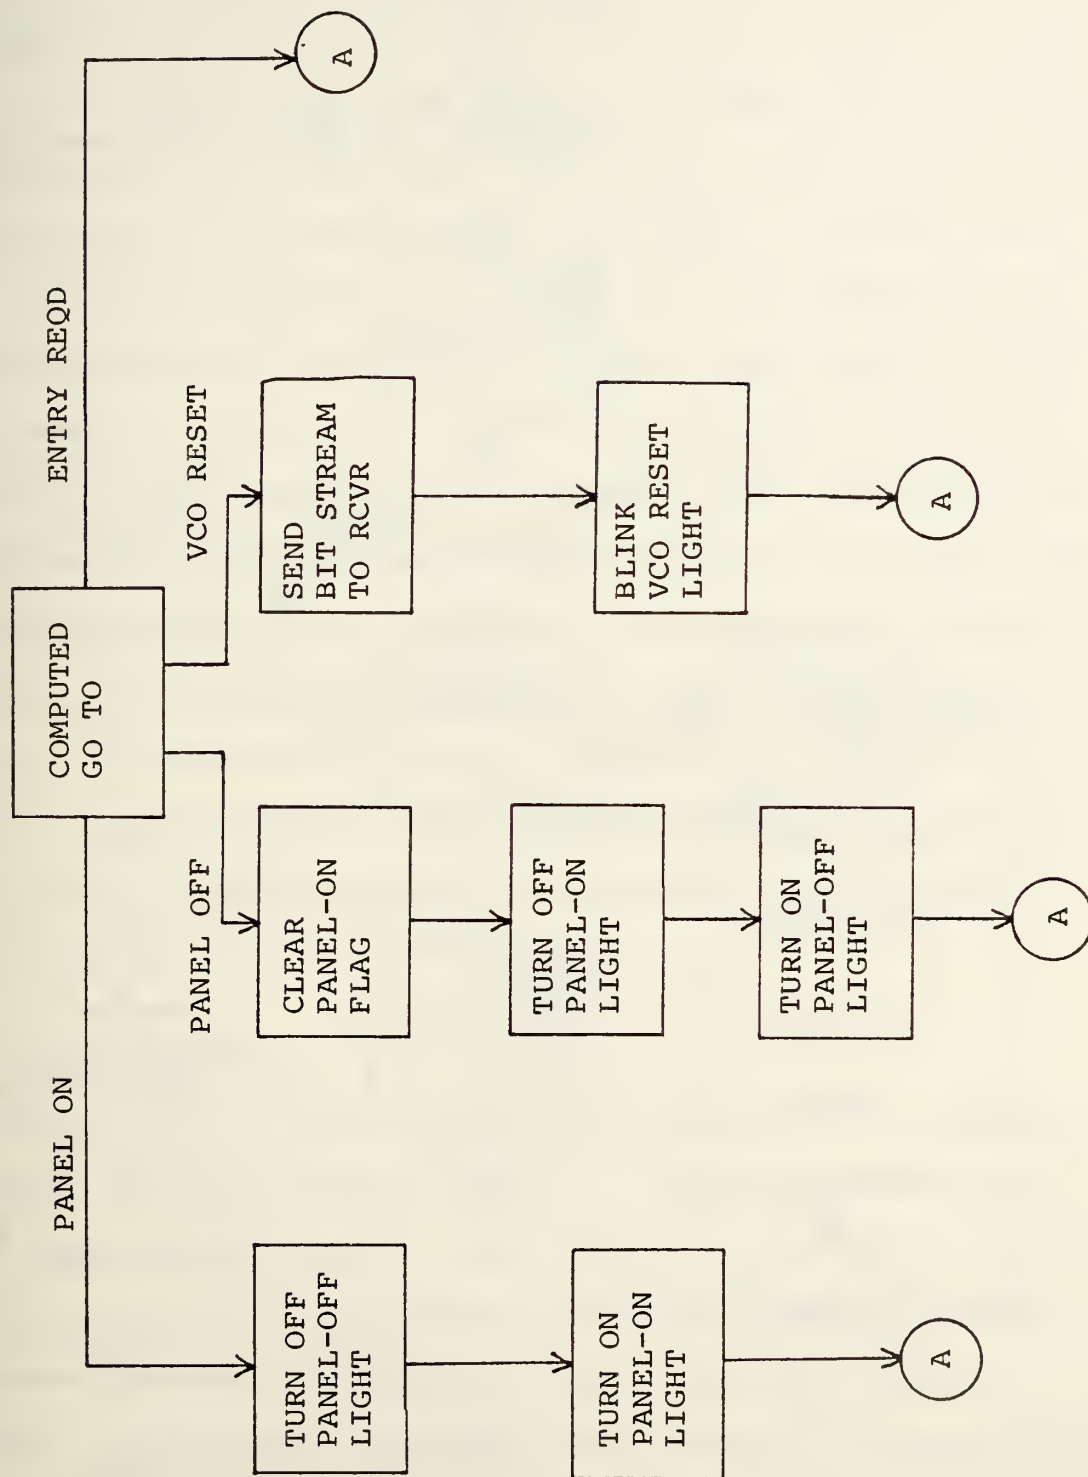 COMPUTED
GO TO
PANEL ON
TURN OFF
PANEL-OFF
LIGHT
TURN ON
PANEL-ON
LIGHT
A
PANEL OFF
CLEAR
PANEL-ON
FLAG
TURN OFF
PANEL-ON
LIGHT
TURN ON
PANEL-OFF
LIGHT
A
VCO RESET
SEND
BIT STREAM
TO RCVR
BLINK
VCO RESET
LIGHT
A
ENTRY REQD
A